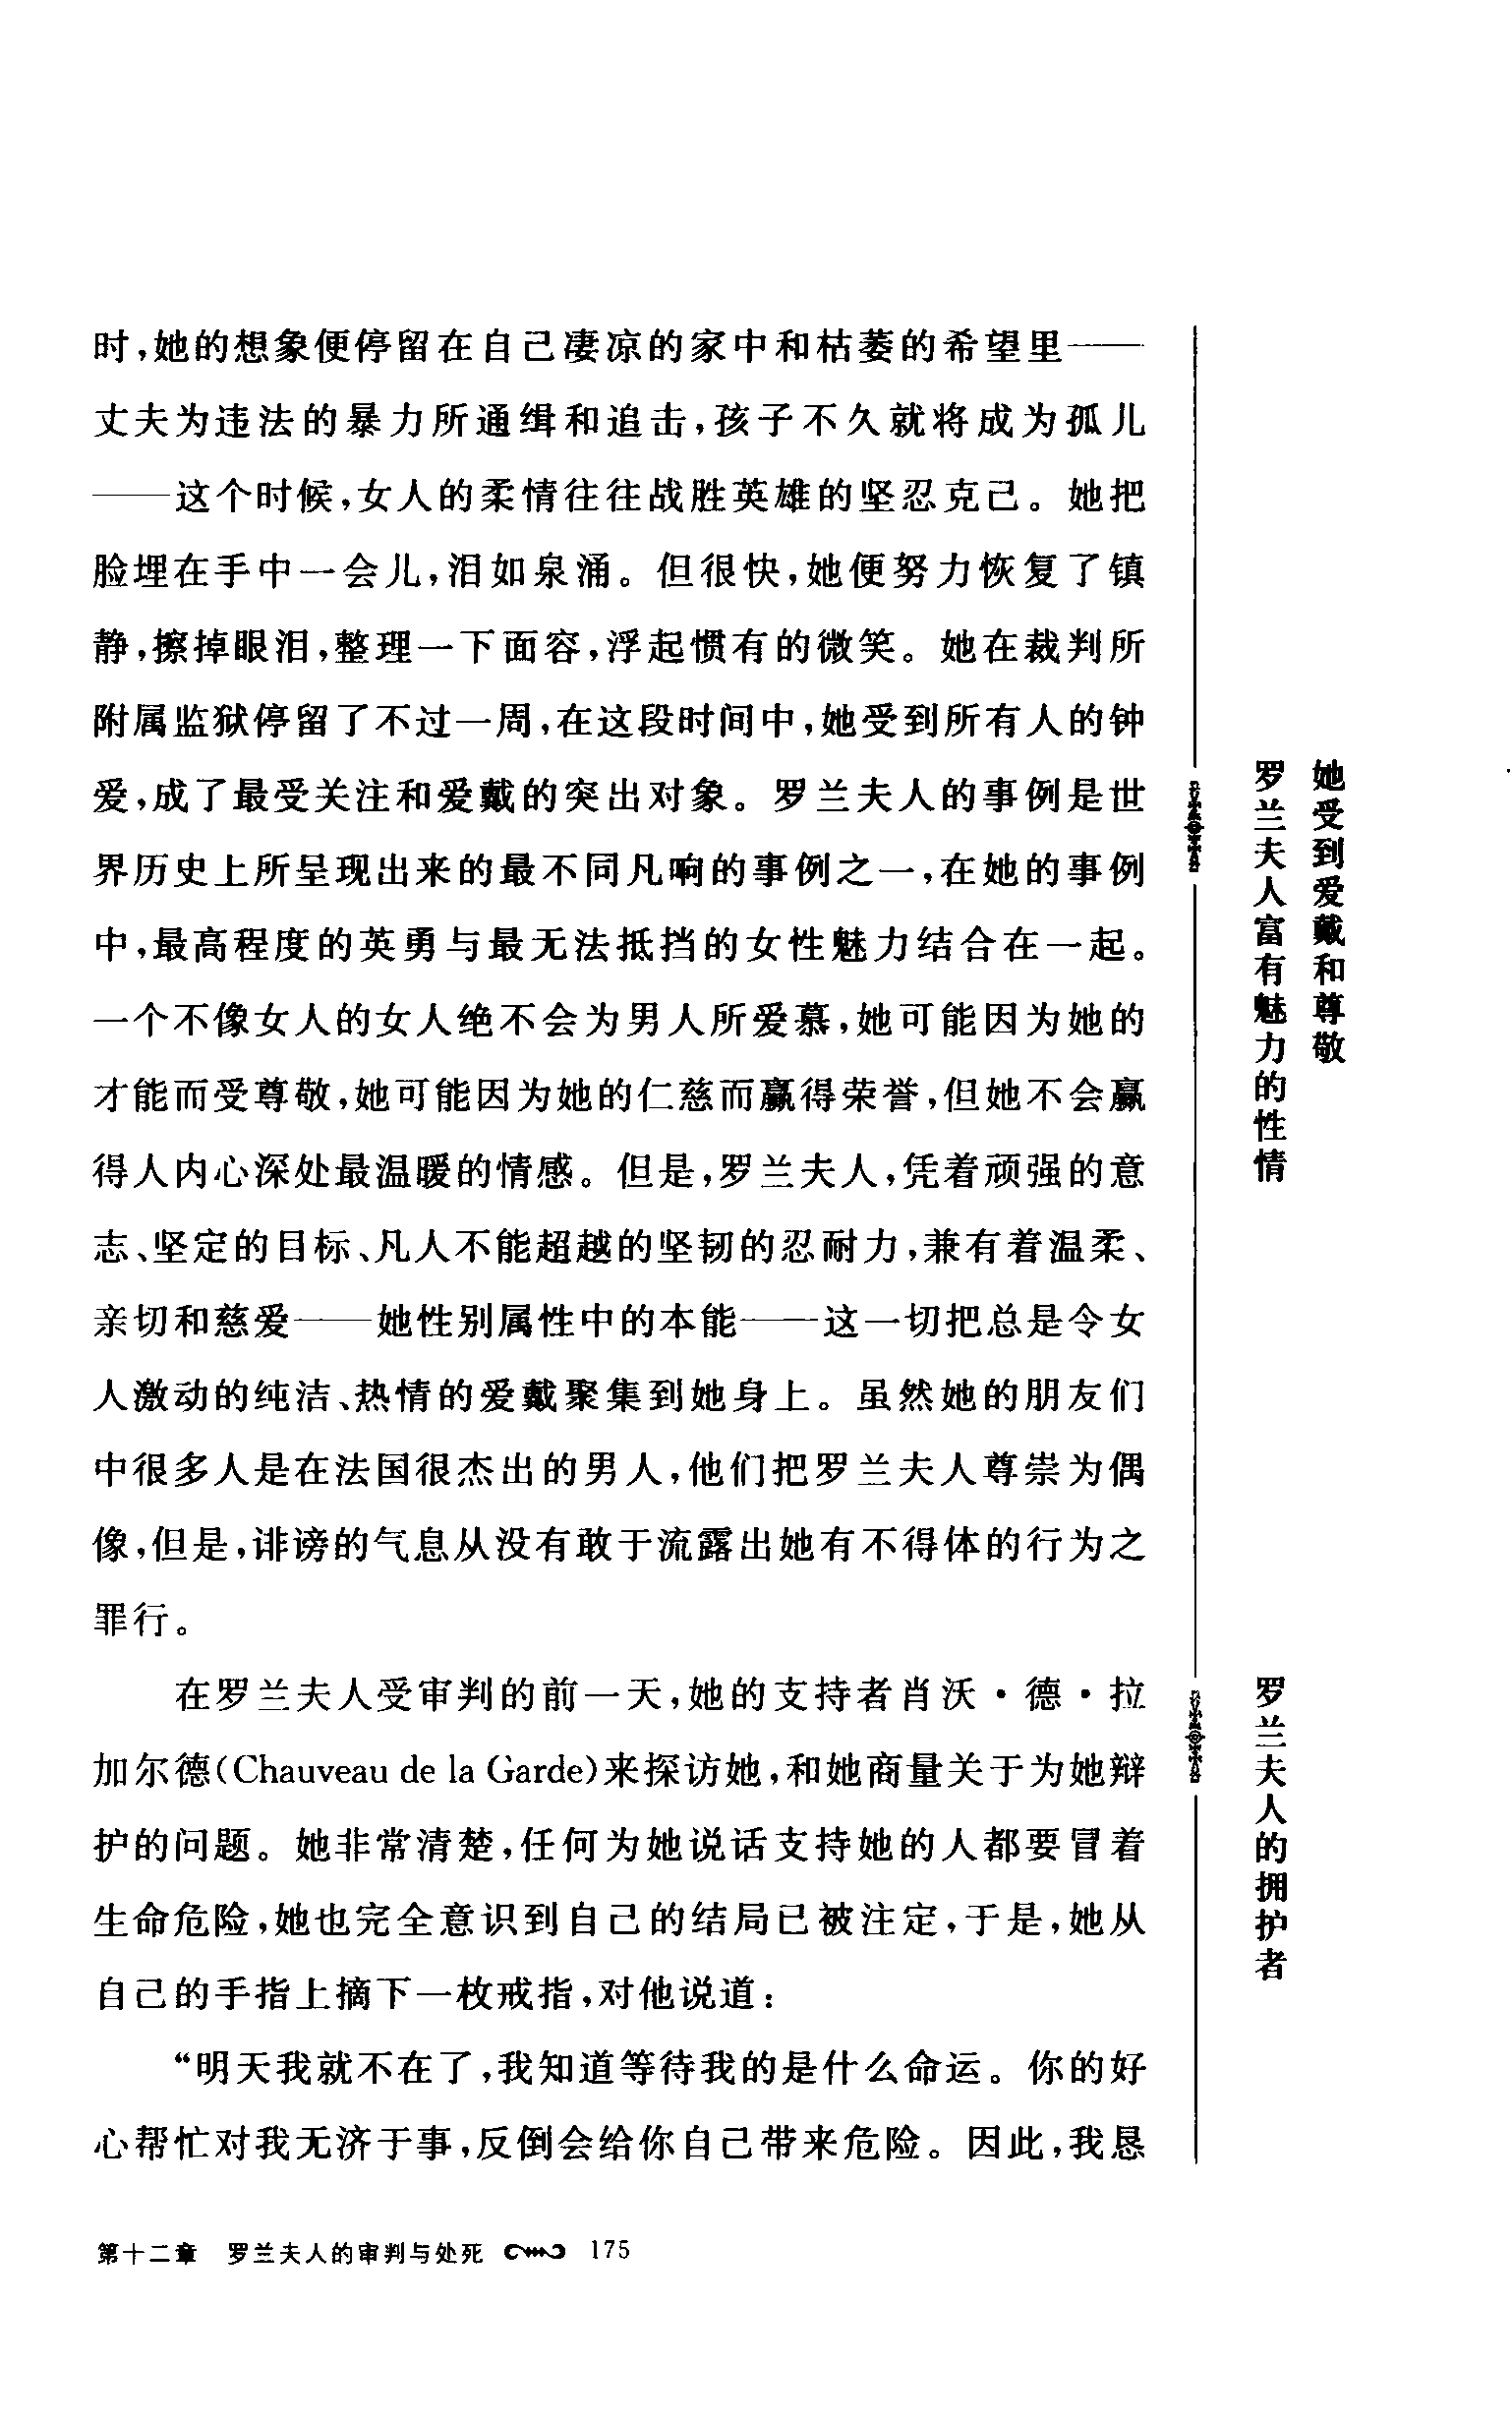 时,她的想象便停留在自己凄凉的家中和枯萎的希望里——
丈夫为违法的暴力所通缉和追击,孩子不久就将成为孤儿
——这个时候,女人的柔情往往战胜英雄的坚忍克己。她把
脸埋在手中一会儿,泪如泉涌。但很快,她便努力恢复了镇
静,擦掉眼泪,整理一下面容,浮起惯有的微笑。她在裁判所
附属监狱停留了不过一周,在这段时间中,她受到所有人的钟
爱,成了最受关注和爱戴的突出对象。罗兰夫人的事例是世
界历史上所呈现出来的最不同凡响的事例之一,在她的事例
中,最高程度的英勇与最无法抵挡的女性魅力结合在一起。
一个不像女人的女人绝不会为男人所爱慕,她可能因为她的
才能而受尊敬,她可能因为她的仁慈而赢得荣誉,但她不会赢
得人内心深处最温暖的情感。但是,罗兰夫人,凭着顽强的意
志、坚定的目标、凡人不能超越的坚韧的忍耐力,兼有着温柔、
亲切和慈爱——她性别属性中的本能——这一切把总是令女
人激动的纯洁、热情的爱戴聚集到她身上。虽然她的朋友们
中很多人是在法国很杰出的男人,他们把罗兰夫人尊崇为偶
像,但是,诽谤的气息从没有敢于流露出她有不得体的行为之
罪行。
在罗兰夫人受审判的前一天,她的支持者肖沃·德·拉
加尔德(Chauveau de la Garde)来探访她,和她商量关于为她辩
护的问题。她非常清楚,任何为她说话支持她的人都要冒着
生命危险,她也完全意识到自己的结局已被注定,于是,她从
自己的手指上摘下一枚戒指,对他说道:
“明天我就不在了,我知道等待我的是什么命运。你的好
心帮忙对我无济于事,反倒会给你自己带来危险。因此,我恳
她受到爱戴和尊敬
罗兰夫人富有魅力的性情
罗兰夫人的拥护者
第十二章 罗兰夫人的审判与处死 175